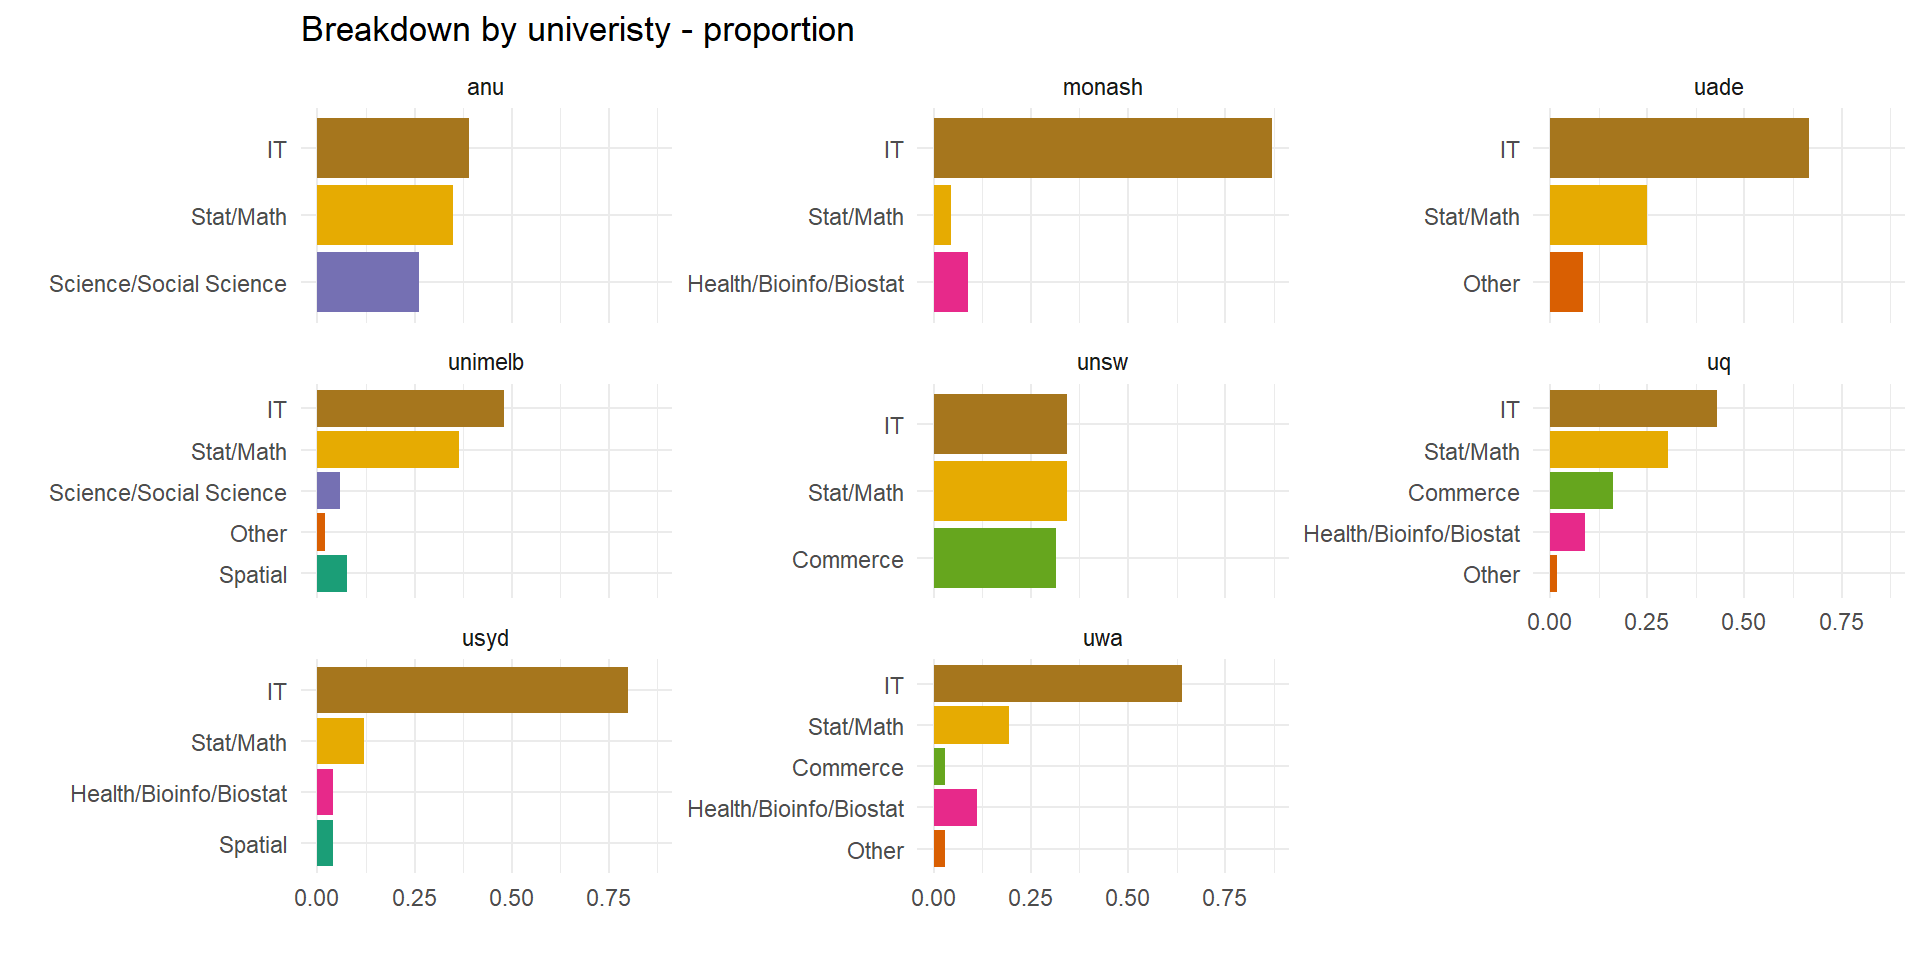 Breakdown by univeristy - proportion
anu
IT
Stat/Math
Science/Social Science
monash
IT
Stat/Math
Health/Bioinfo/Biostat
uade
IT
Stat/Math
Other
unimelb
IT
Stat/Math
Science/Social Science
Other
Spatial
unsw
IT
Stat/Math
Commerce
uq
IT
Stat/Math
Commerce
Health/Bioinfo/Biostat
Other
0.00 0.25 0.50 0.75
usyd
IT
Stat/Math
Health/Bioinfo/Biostat
Spatial
0.00 0.25 0.50 0.75
uwa
IT
Stat/Math
Commerce
Health/Bioinfo/Biostat
Other
0.00 0.25 0.50 0.75